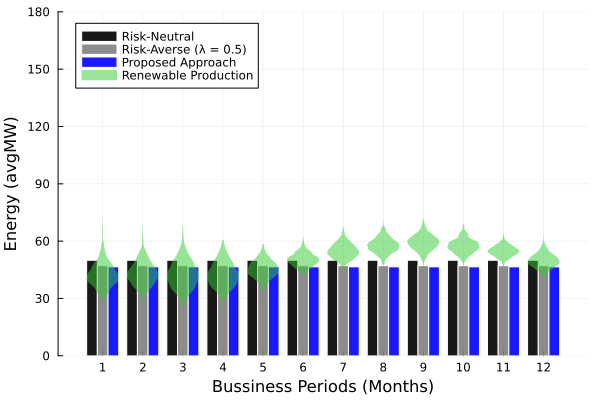 180
150
120
90
60
30
0
Energy (avgMW)
Risk-Neutral
Risk-Averse (λ = 0.5)
Proposed Approach
Renewable Production
1 2 3 4 5 6 7 8 9 10 11 12
Bussiness Periods (Months)